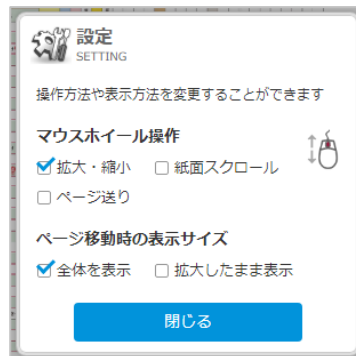 設定
SETTING
操作方法や表示方法を変更することができます
マウスホイール操作
拡大・縮小 紙面スクロール
ページ送り
ページ移動時の表示サイズ
全体を表示 拡大したまま表示
閉じる